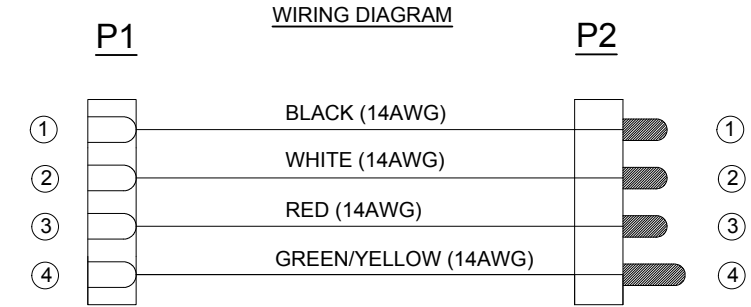 WIRING DIAGRAM
P1 P2
1 BLACK (14AWG) 1
2 WHITE (14AWG) 2
3 RED (14AWG) 3
4 GREEN/YELLOW (14AWG) 4